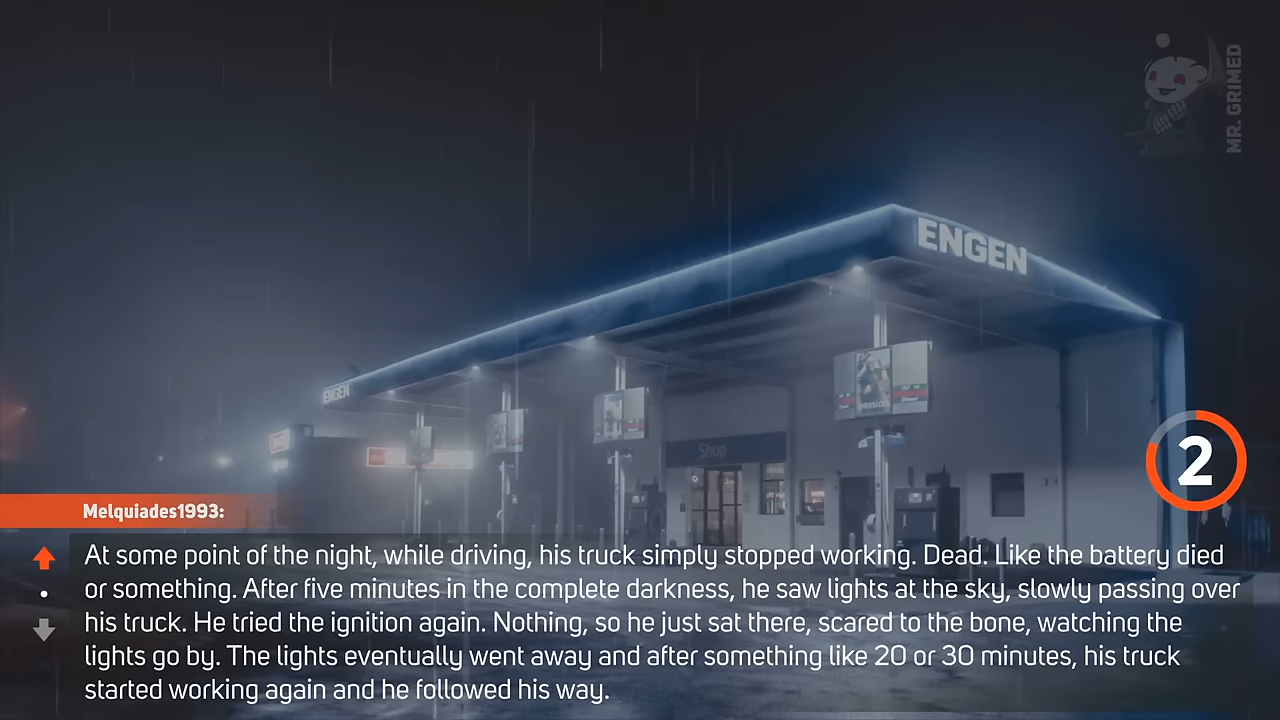 MR. GRIMED
ENGEN
ENGEN
passion
Shop
2
Melquiades1993:
At some point of the night, while driving, his truck simply stopped working. Dead. Like the battery died
or something. After five minutes in the complete darkness, he saw lights at the sky, slowly passing over
his truck. He tried the ignition again. Nothing, so he just sat there, scared to the bone, watching the
lights go by. The lights eventually went away and after something like 20 or 30 minutes, his truck
started working again and he followed his way.